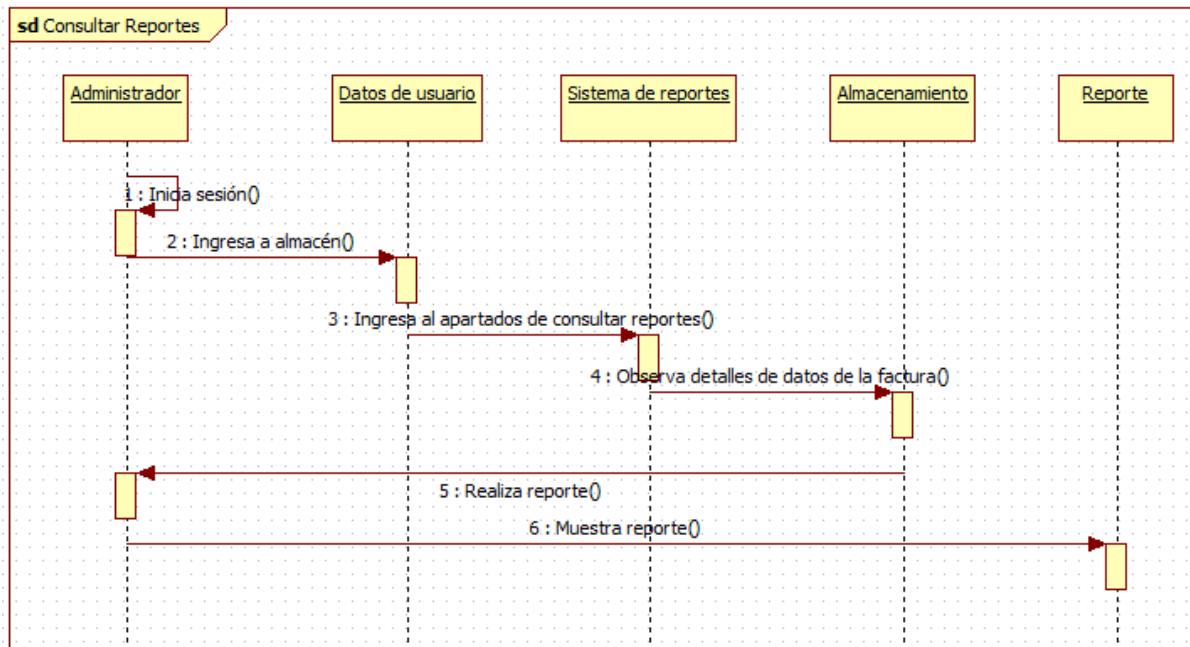 sd Consultar Reportes
Administrador
Datos de usuario
Sistema de reportes
Almacenamiento
Reporte
1 : Inicia sesión()
2 : Ingresa a almacén()
3 : Ingresa al apartados de consultar reportes()
4 : Observa detalles de datos de la factura()
5 : Realiza reporte()
6 : Muestra reporte()